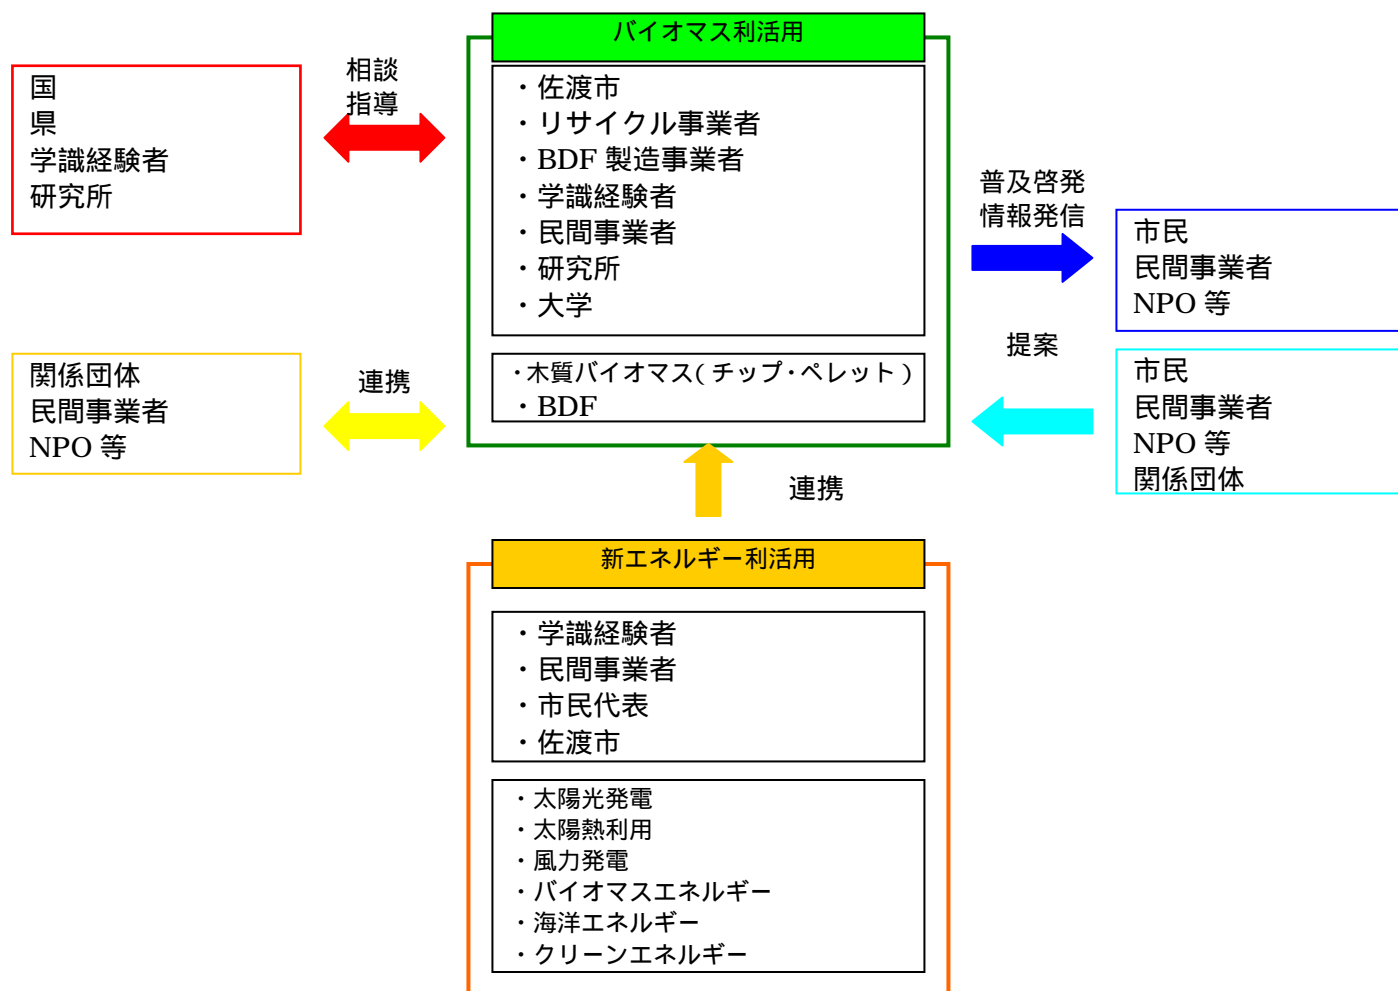 バイオマス利活用
国
県
学識経験者
研究所
相談
指導
・佐渡市
・リサイクル事業者
・BDF 製造事業者
・学識経験者
・民間事業者
・研究所
・大学
普及啓発
情報発信
市民
民間事業者
NPO 等
関係団体
民間事業者
NPO 等
連携
・木質バイオマス(チップ・ペレット)
・BDF
提案
市民
民間事業者
NPO 等
関係団体
連携
新エネルギー利活用
・学識経験者
・民間事業者
・市民代表
・佐渡市
・太陽光発電
・太陽熱利用
・風力発電
・バイオマスエネルギー
・海洋エネルギー
・クリーンエネルギー